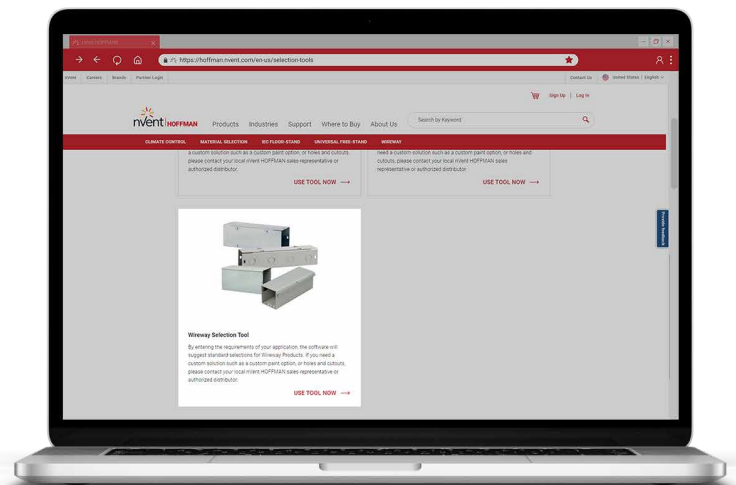 https://hoffman.nvent.com/en-us/selection-tools
nVent Careers Brands Partner Login
Contact Us United States | English
Sign Up | Log In
nVent HOFFMAN
Products Industries Support Where to Buy About Us
Search by Keyword
CLIMATE CONTROL MATERIAL SELECTION IEC FLOOR-STAND UNIVERSAL FREE-STAND WIREWAY
a custom solution such as a custom paint option, or holes and cutouts,
please contact your local nVent HOFFMAN sales representative or
authorized distributor.
USE TOOL NOW
need a custom solution such as a custom paint option, or holes and
cutouts, please contact your local nVent HOFFMAN sales
representative or authorized distributor.
USE TOOL NOW
Provide feedback
Wireway Selection Tool
By entering the requirements of your application, the software will
suggest standard selections for Wireway Products. If you need a
custom solution such as a custom paint option, or holes and cutouts,
please contact your local nVent HOFFMAN sales representative or
authorized distributor.
USE TOOL NOW